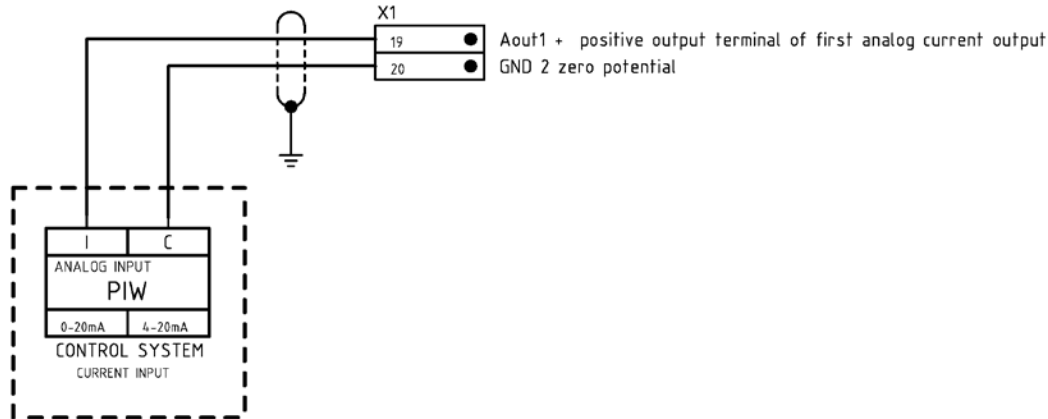 X1
19 Aout1 + positive output terminal of first analog current output
20 GND 2 zero potential
I C
ANALOG INPUT
PIW
0-20mA 4-20mA
CONTROL SYSTEM
CURRENT INPUT